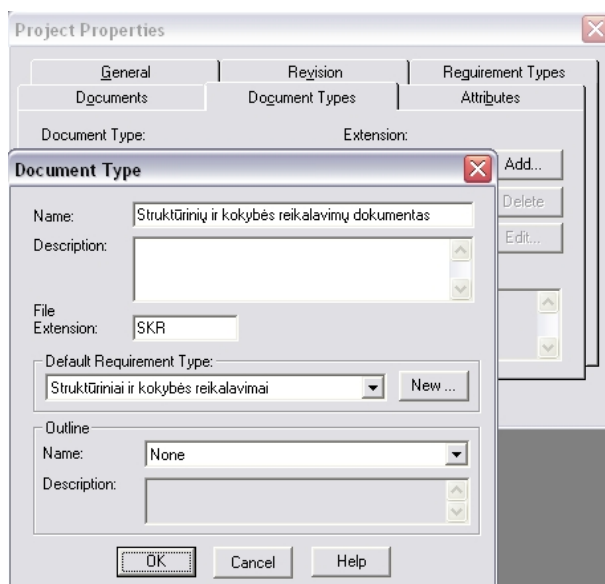 Project Properties
General Revision Requirement Types
Documents Document Types Attributes
Document Type: Extension:
Document Type
Add...
Name: Struktūrinių ir kokybės reikalavimų dokumentas
Delete
Description:
Edit...
File
Extension: SKR
Default Requirement Type:
Struktūriniai ir kokybės reikalavimai New ...
Outline
Name: None
Description:
OK Cancel Help